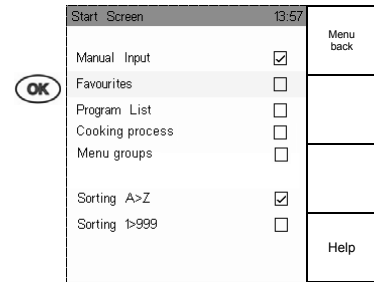 Start Screen 13:57
Menu
back
Manual Input
OK
Favourites
Program List
Cooking process
Menu groups
Sorting A>Z
Sorting 1>999
Help